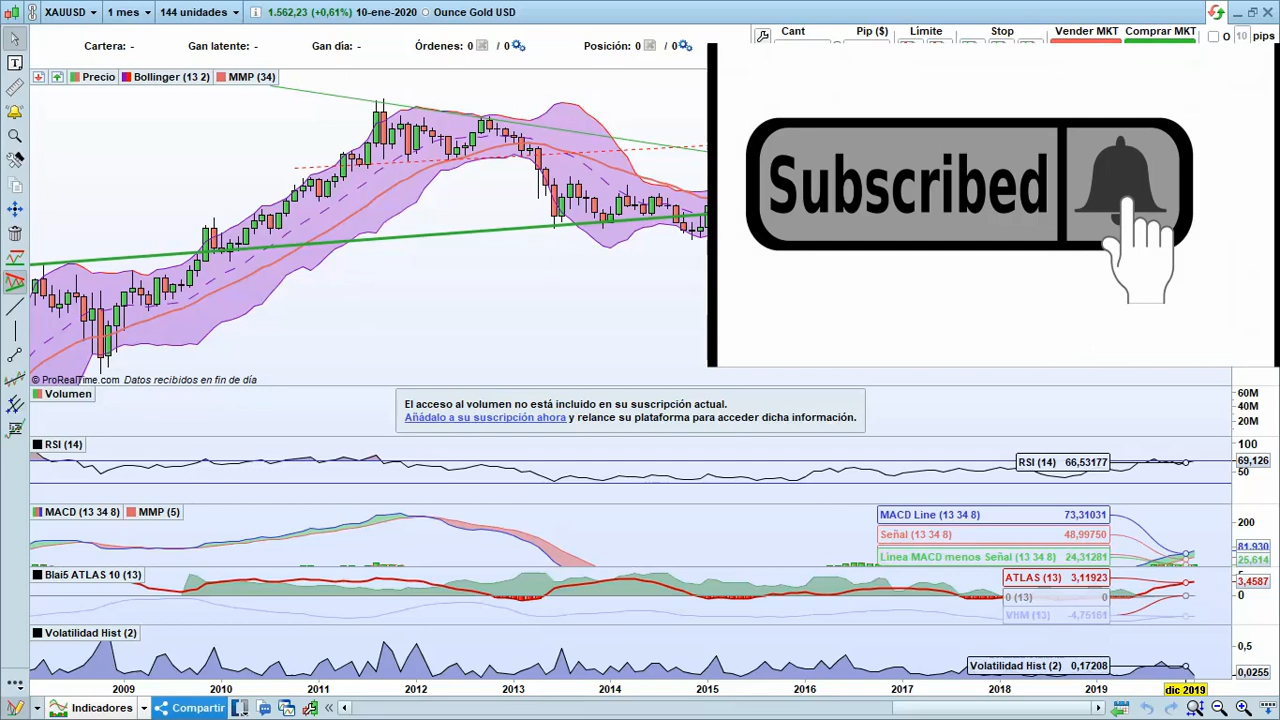 XAUUSD 1 mes 144 unidades 1.562,23 (+0,61%) 10-ene-2020 Ounce Gold USD
Cartera: - Gan latente: - Gan día: - Órdenes: 0 / 0 Posición: 0 / 0
Cant Pip ($) Límite Stop Vender MKT Comprar MKT O 10 pips
Precio Bollinger (13 2) MMP (34)
Subscribed
© ProRealTime.com Datos recibidos en fin de día
Volumen
El acceso al volumen no está incluido en su suscripción actual.
Añádalo a su suscripción ahora y relance su plataforma para acceder dicha información.
60M
40M
20M
RSI (14)
100
RSI (14) 66,53177
69,126
50
MACD (13 34 8) MMP (5)
MACD Line (13 34 8) 73,31031
200
Señal (13 34 8) 48,99750
81,930
Línea MACD menos Señal (13 34 8) 24,31281
25,614
Blai5 ATLAS 10 (13)
ATLAS (13) 3,11923
3,4587
0 (13) 0
0
VHM (13) -4,75161
Volatilidad Hist (2)
0,5
Volatilidad Hist (2) 0,17208
0,0255
2009 2010 2011 2012 2013 2014 2015 2016 2017 2018 2019 dic 2019
Indicadores Compartir